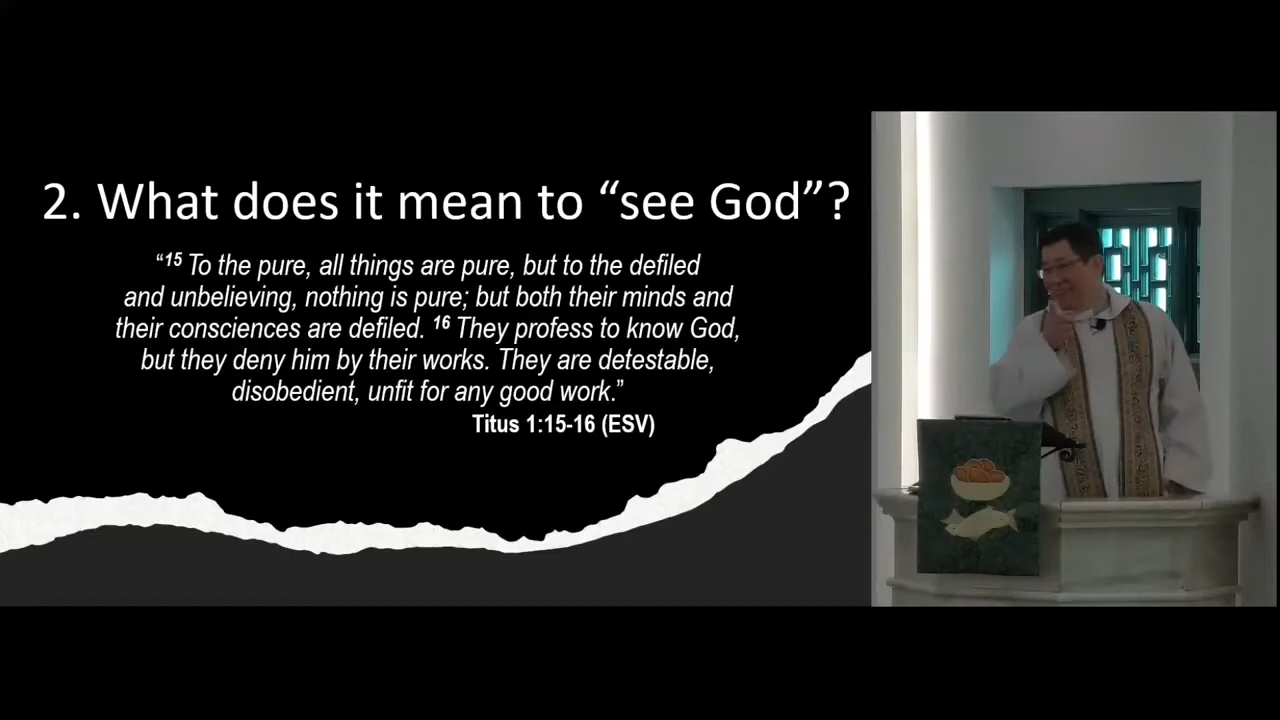 2. What does it mean to “see God”?
“15 To the pure, all things are pure, but to the defiled
and unbelieving, nothing is pure; but both their minds and
their consciences are defiled. 16 They profess to know God,
but they deny him by their works. They are detestable,
disobedient, unfit for any good work.”
Titus 1:15-16 (ESV)